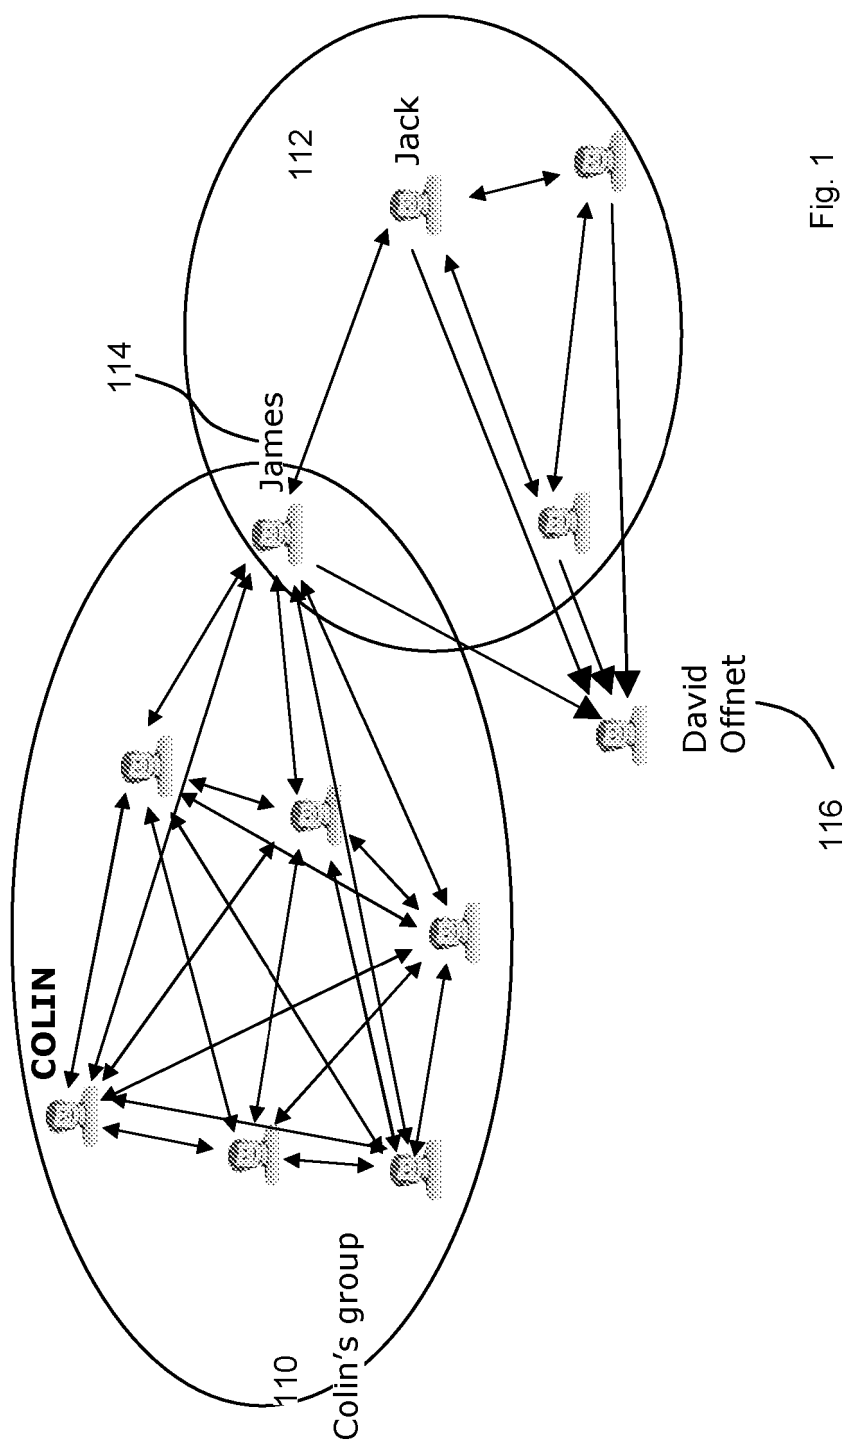 110
Colin's group
COLIN
114
James
112
Jack
David
Offnet
116
Fig. 1